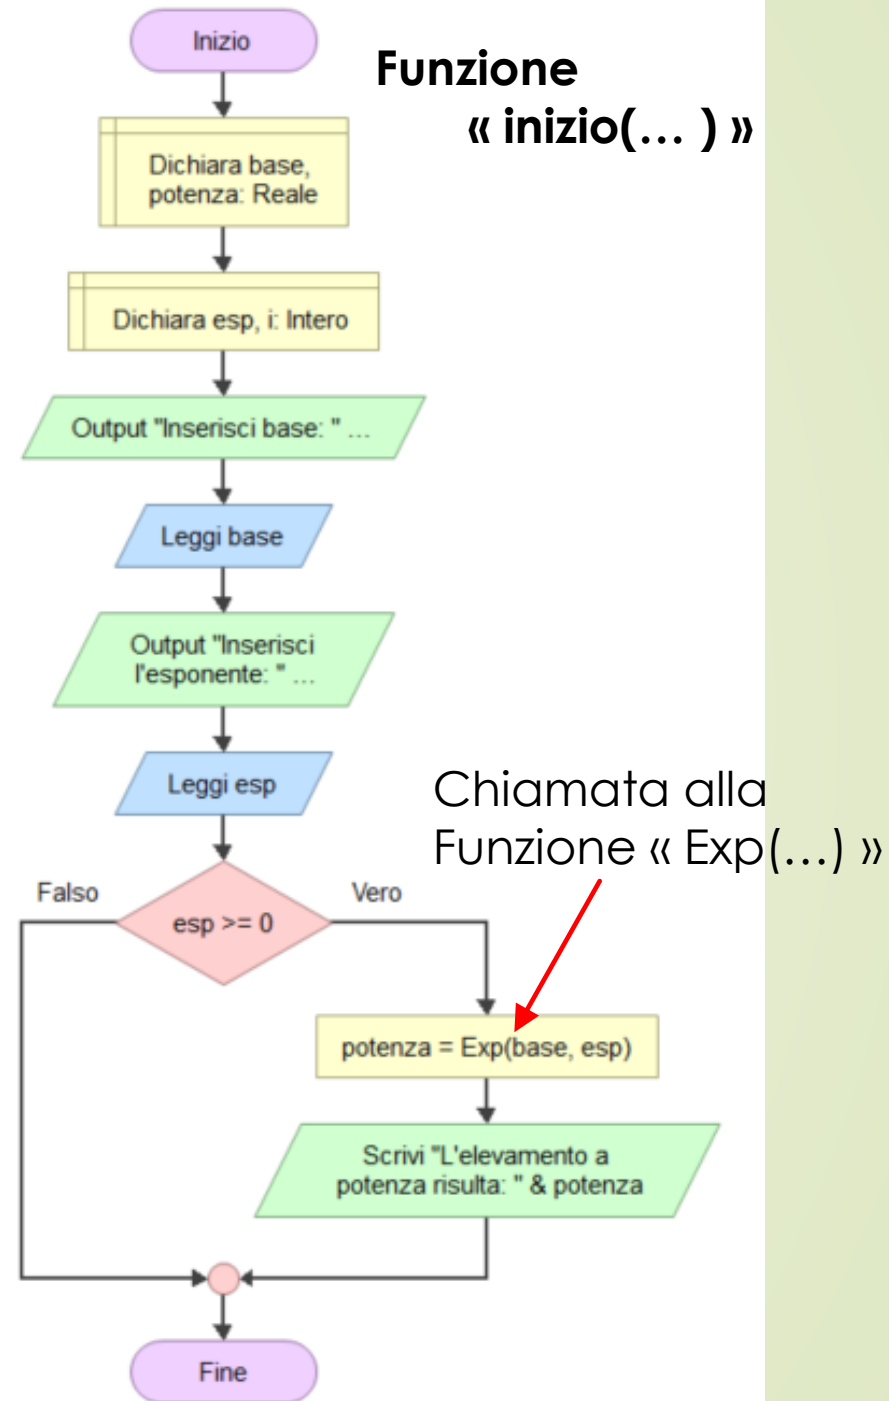 Inizio
Funzione
« inizio(... ) »
Dichiara base,
potenza: Reale
Dichiara esp, i: Intero
Output "Inserisci base: " ...
Leggi base
Output "Inserisci
l'esponente: " ...
Leggi esp
Chiamata alla
Funzione « Exp(...) »
Falso
esp >= 0
Vero
potenza = Exp(base, esp)
Scrivi "L'elevamento a
potenza risulta: " & potenza
Fine